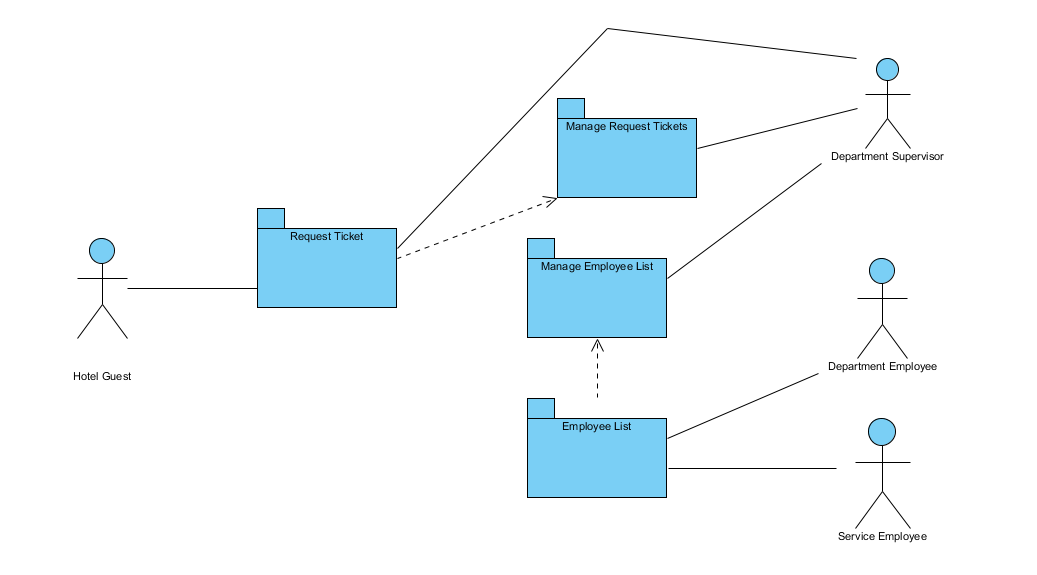 Manage Request Tickets
Department Supervisor
Request Ticket
Manage Employee List
Hotel Guest
Department Employee
Employee List
Service Employee